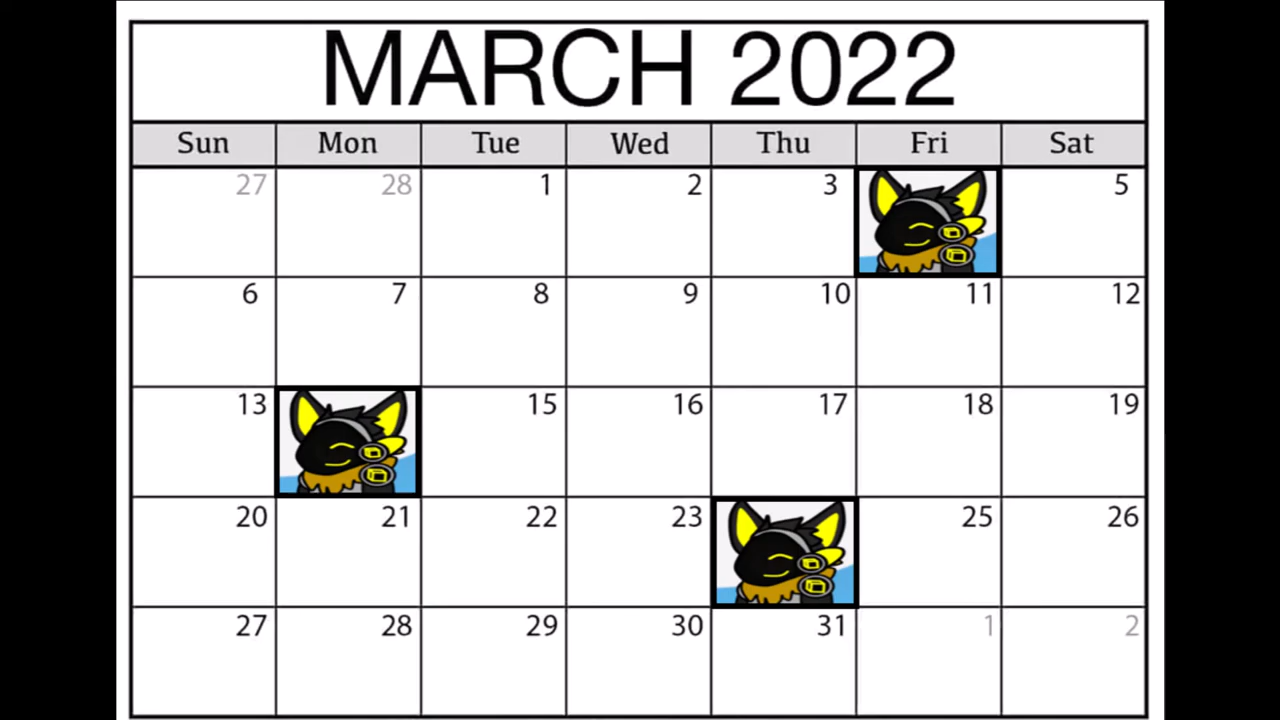 MARCH 2022
Sun Mon Tue Wed Thu Fri Sat
27 28 1 2 3 5
6 7 8 9 10 11 12
13 15 16 17 18 19
20 21 22 23 25 26
27 28 29 30 31 1 2